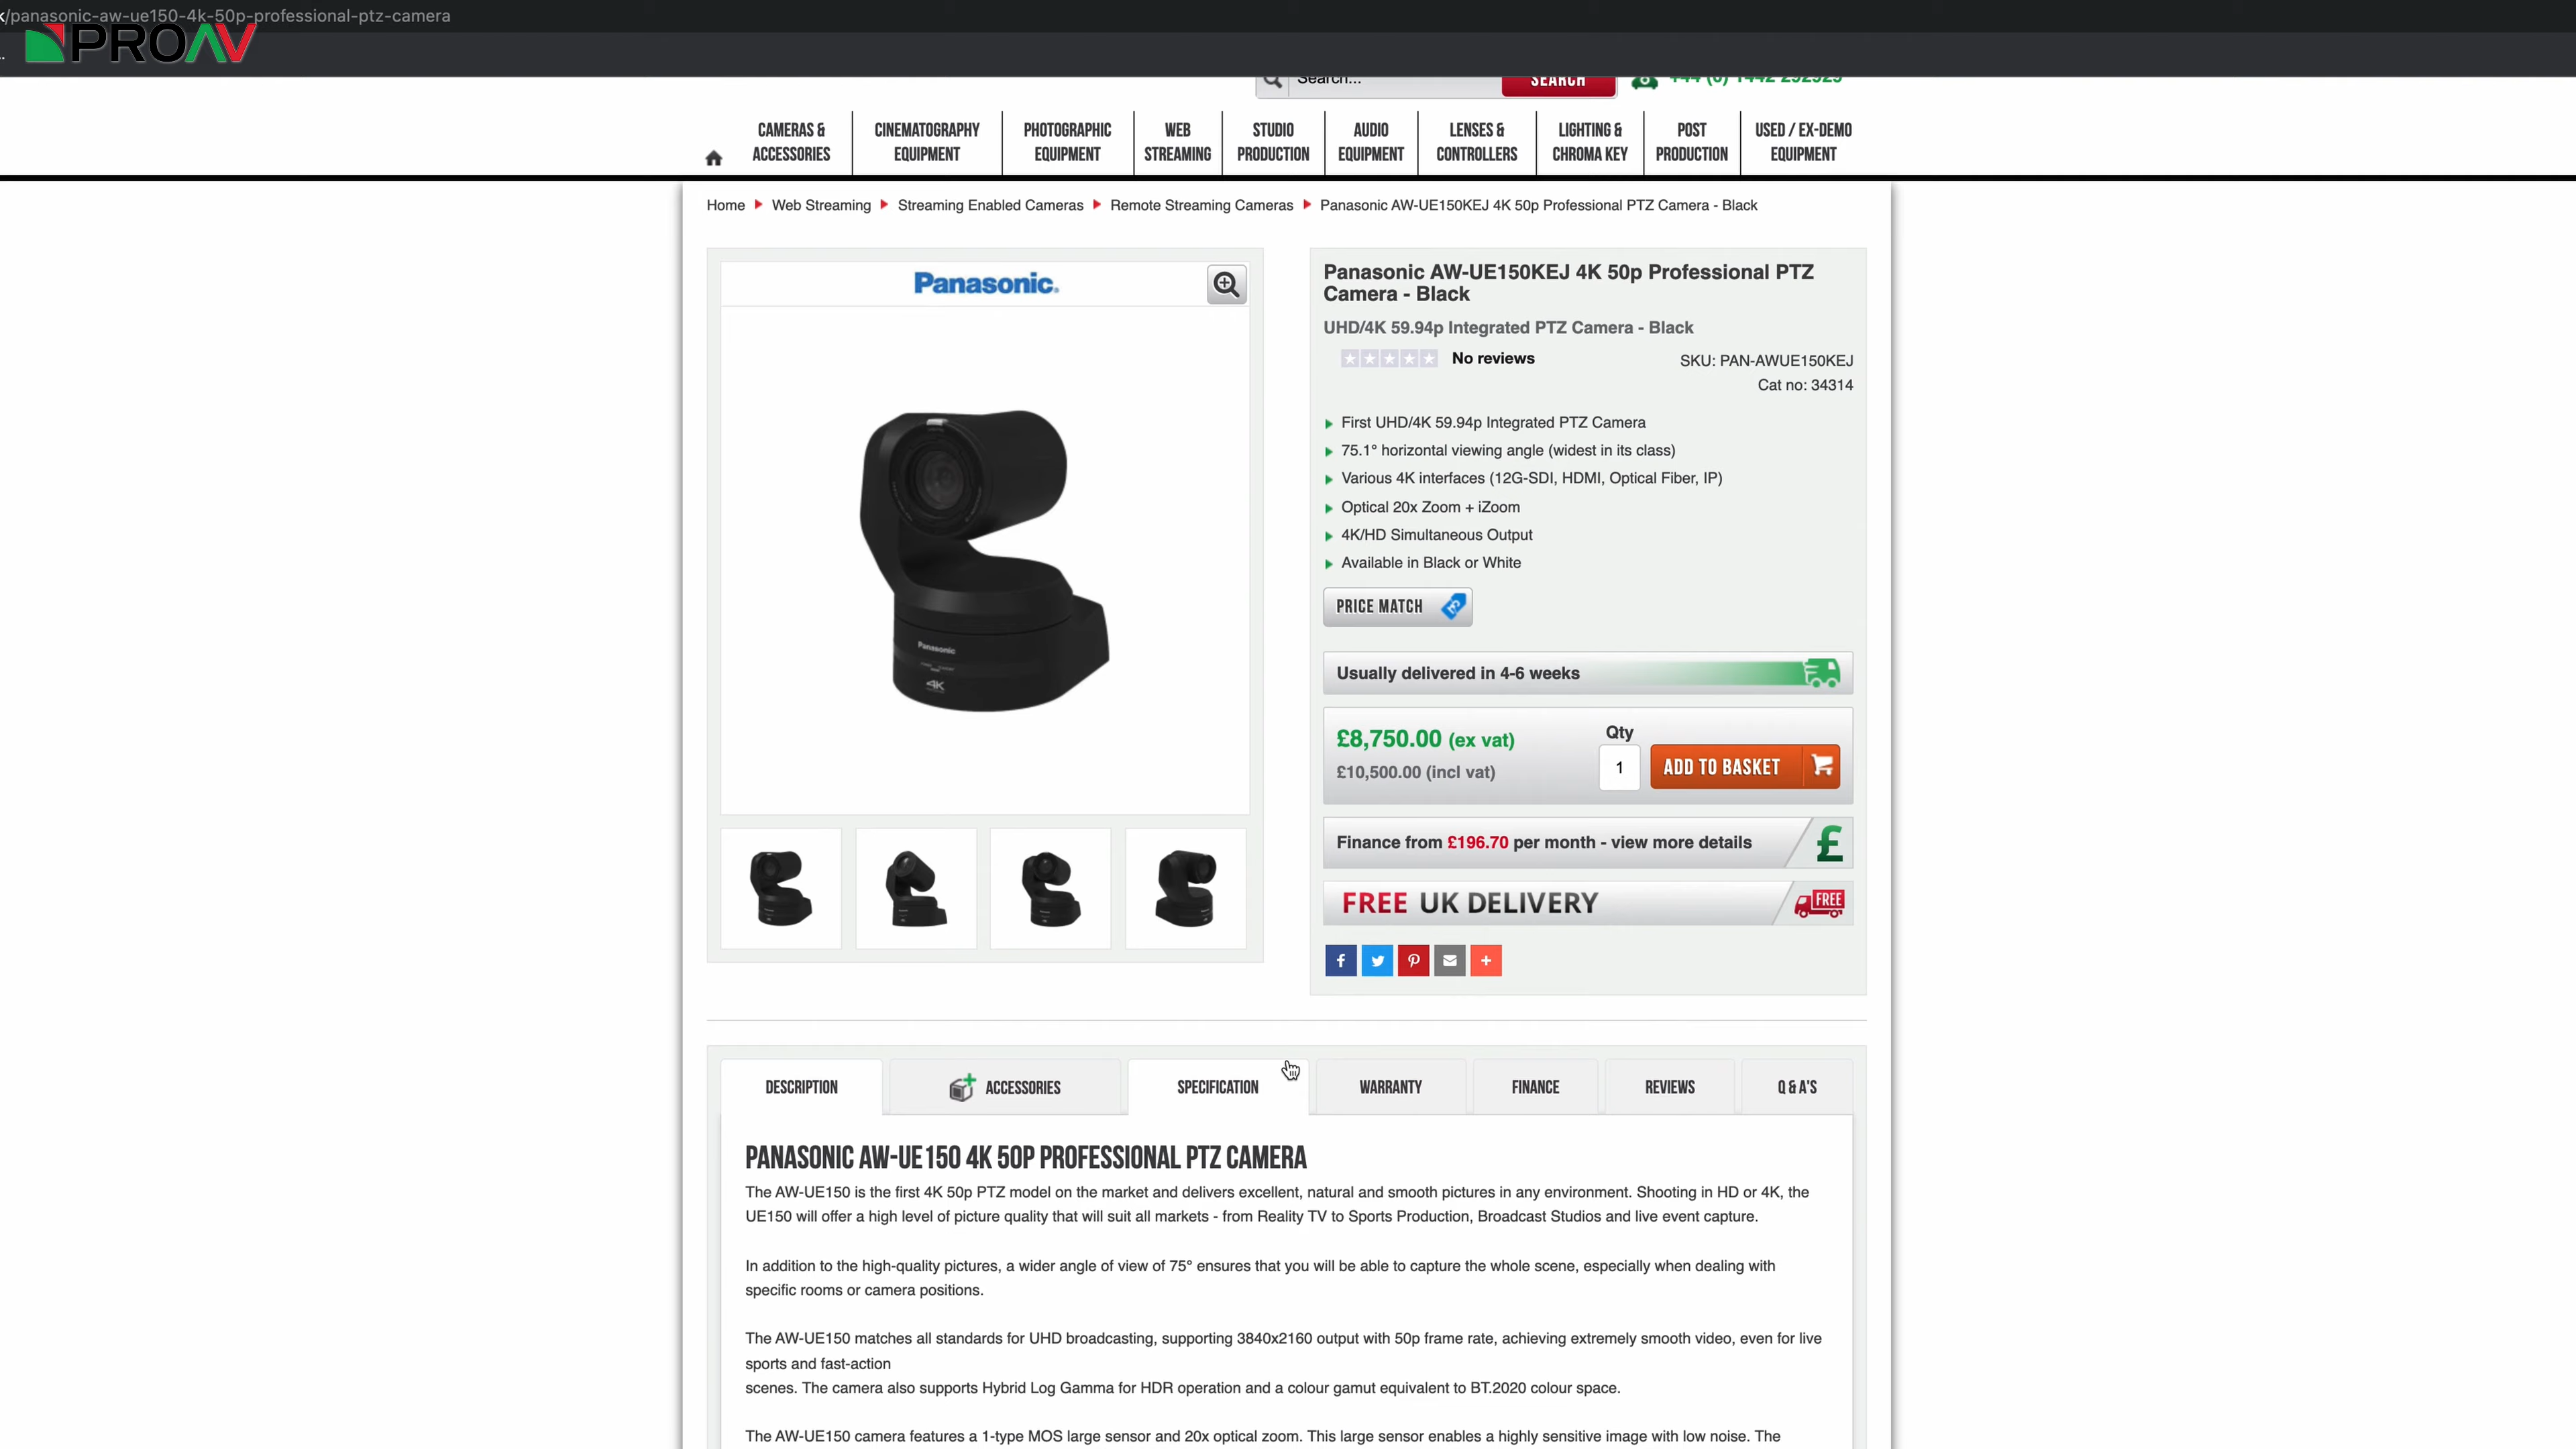 /panasonic-aw-ue150-4k-50p-professional-ptz-camera
PROAV
Search...
SEARCH
+44 (0) 1442 292929
CAMERAS &
ACCESSORIES
CINEMATOGRAPHY
EQUIPMENT
PHOTOGRAPHIC
EQUIPMENT
WEB
STREAMING
STUDIO
PRODUCTION
AUDIO
EQUIPMENT
LENSES &
CONTROLLERS
LIGHTING &
CHROMA KEY
POST
PRODUCTION
USED / EX-DEMO
EQUIPMENT
Home Web Streaming Streaming Enabled Cameras Remote Streaming Cameras Panasonic AW-UE150KEJ 4K 50p Professional PTZ Camera - Black
Panasonic
Panasonic
4K
Panasonic AW-UE150KEJ 4K 50p Professional PTZ
Camera - Black
UHD/4K 59.94p Integrated PTZ Camera - Black
No reviews
SKU: PAN-AWUE150KEJ
Cat no: 34314
First UHD/4K 59.94p Integrated PTZ Camera
75.1° horizontal viewing angle (widest in its class)
Various 4K interfaces (12G-SDI, HDMI, Optical Fiber, IP)
Optical 20x Zoom + iZoom
4K/HD Simultaneous Output
Available in Black or White
PRICE MATCH £
Usually delivered in 4-6 weeks
£8,750.00 (ex vat)
£10,500.00 (incl vat)
Qty
1
ADD TO BASKET
Finance from £196.70 per month - view more details £
FREE UK DELIVERY FREE
DESCRIPTION
ACCESSORIES
SPECIFICATION
WARRANTY
FINANCE
REVIEWS
Q & A'S
PANASONIC AW-UE150 4K 50P PROFESSIONAL PTZ CAMERA
The AW-UE150 is the first 4K 50p PTZ model on the market and delivers excellent, natural and smooth pictures in any environment. Shooting in HD or 4K, the
UE150 will offer a high level of picture quality that will suit all markets - from Reality TV to Sports Production, Broadcast Studios and live event capture.
In addition to the high-quality pictures, a wider angle of view of 75° ensures that you will be able to capture the whole scene, especially when dealing with
specific rooms or camera positions.
The AW-UE150 matches all standards for UHD broadcasting, supporting 3840x2160 output with 50p frame rate, achieving extremely smooth video, even for live
sports and fast-action
scenes. The camera also supports Hybrid Log Gamma for HDR operation and a colour gamut equivalent to BT.2020 colour space.
The AW-UE150 camera features a 1-type MOS large sensor and 20x optical zoom. This large sensor enables a highly sensitive image with low noise. The